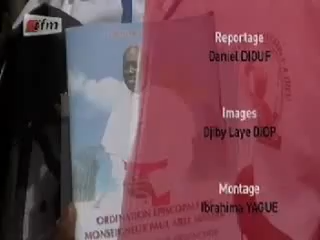 tfm
Reportage
Daniel DIOUF
Images
Djiby Laye DIOP
Montage
Ibrahima YAGUE
ORDINATION EPISCOPALE
MONSEIGNEUR PAUL ABEL